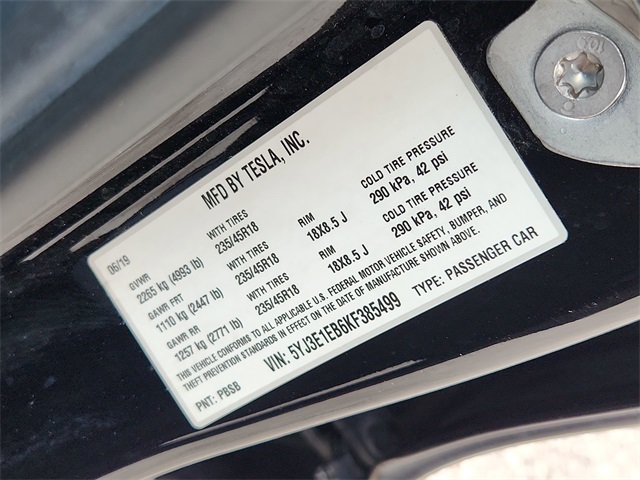 MFD BY TESLA, INC.
06/19
GVWR
2265 kg (4993 lb)
WITH TIRES
235/45R18
RIM
18X8.5 J
COLD TIRE PRESSURE
290 kPa, 42 psi
GAWR FRT
1110 kg (2447 lb)
WITH TIRES
235/45R18
RIM
18X8.5 J
COLD TIRE PRESSURE
290 kPa, 42 psi
GAWR RR
1257 kg (2771 lb)
WITH TIRES
235/45R18
THIS VEHICLE CONFORMS TO ALL APPLICABLE U.S. FEDERAL MOTOR VEHICLE SAFETY, BUMPER, AND
THEFT PREVENTION STANDARDS IN EFFECT ON THE DATE OF MANUFACTURE SHOWN ABOVE.
VIN: 5YJ3E1EB6KF385499
TYPE: PASSENGER CAR
PNT: PBSB